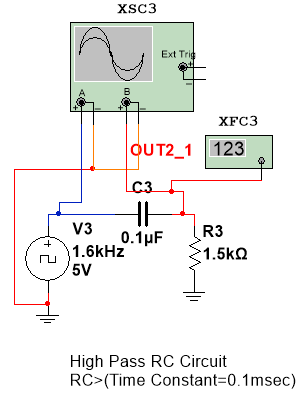 XSC3
Ext Trig
A
B
XFC3
123
OUT2_1
C3
0.1µF
V3
1.6kHz
5V
R3
1.5kΩ
High Pass RC Circuit
RC>(Time Constant=0.1msec)